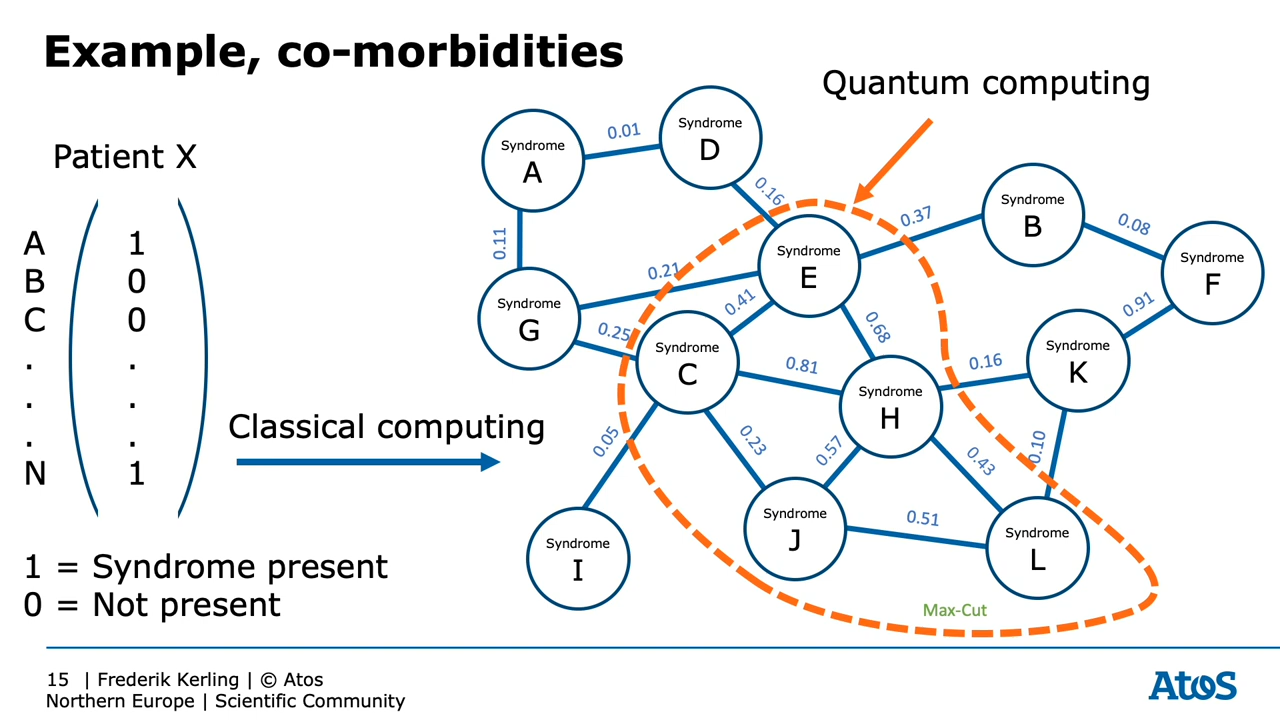 Example, co-morbidities
Quantum computing
Patient X
A 1
B 0
C 0
. .
. .
. .
N 1
Classical computing
1 = Syndrome present
0 = Not present
Syndrome
A
0.01
Syndrome
D
0.16
0.11
Syndrome
G
0.21
0.25
Syndrome
E
0.37
Syndrome
B
0.08
Syndrome
F
0.91
Syndrome
K
0.41
0.68
Syndrome
C
0.81
Syndrome
H
0.16
0.10
0.05
0.23
0.57
0.43
Syndrome
I
Syndrome
J
0.51
Syndrome
L
Max-Cut
15 | Frederik Kerling | © Atos
Northern Europe | Scientific Community
Atos